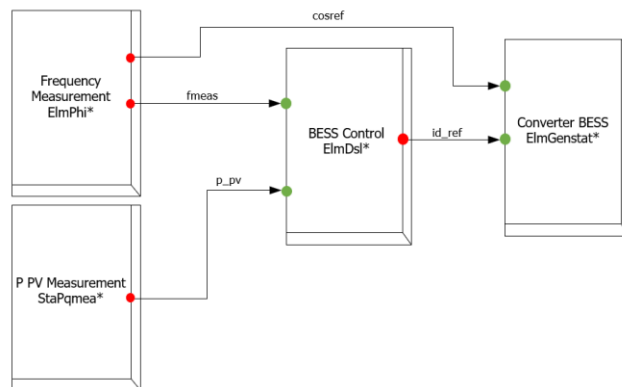 cosref
Frequency
Measurement
ElmPhi*
fmeas
BESS Control
ElmDsl*
id_ref
Converter BESS
ElmGenstat*
p_pv
P PV Measurement
StaPqmea*